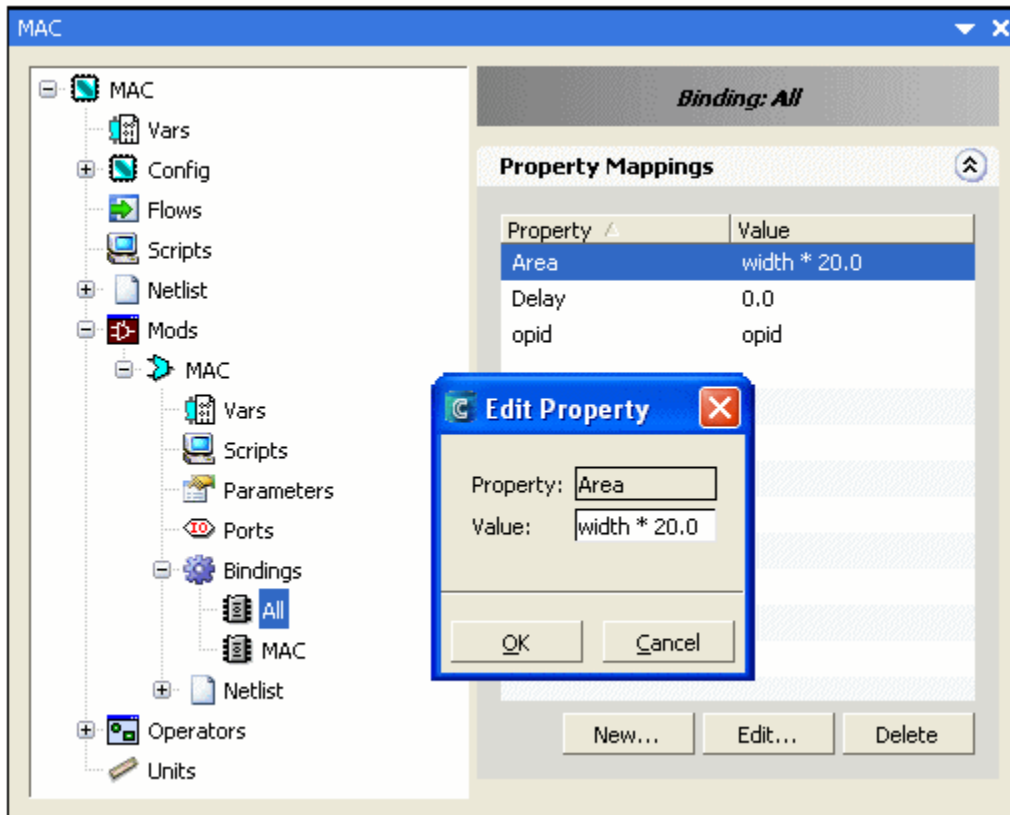 MAC
MAC
Vars
Config
Flows
Scripts
Netlist
Mods
MAC
Vars
Scripts
Parameters
IO Ports
Bindings
All
MAC
Netlist
Operators
Units
Binding: All
Property Mappings
Property Value
Area width * 20.0
Delay 0.0
opid opid
C Edit Property
Property: Area
Value: width * 20.0
OK Cancel
New... Edit... Delete